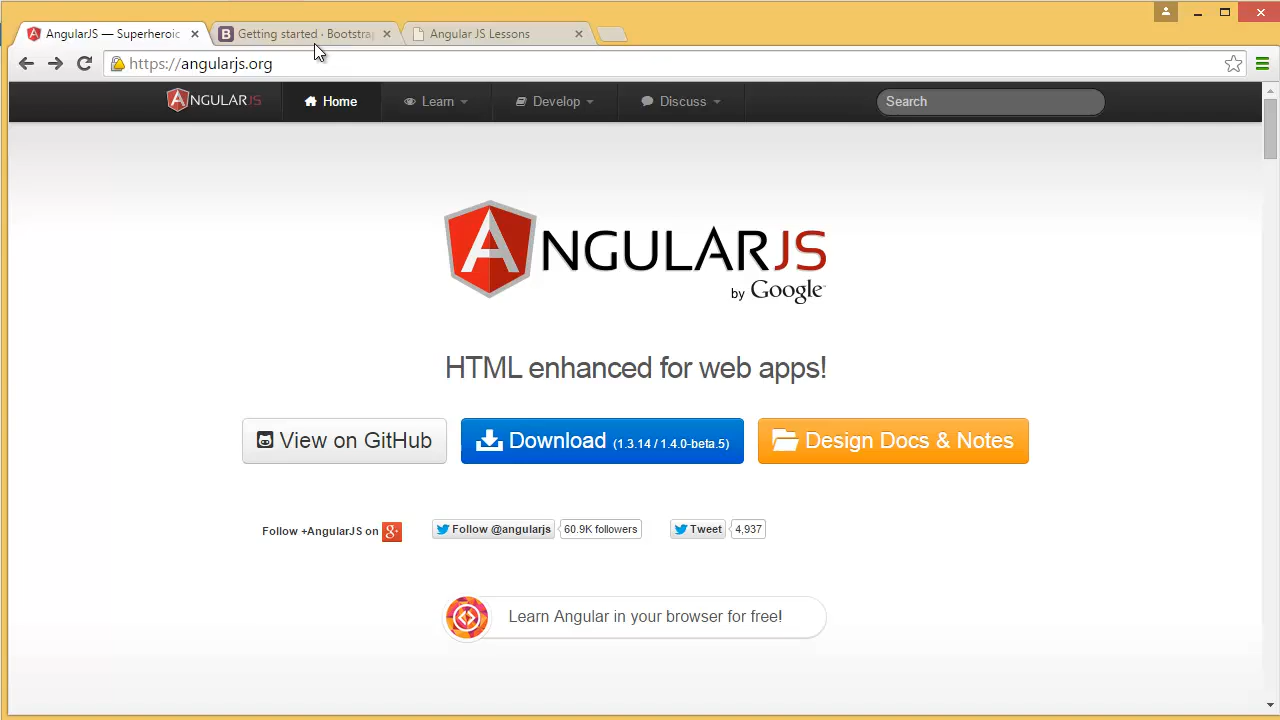 AngularJS — Superheroic
Getting started · Bootstrap
Angular JS Lessons
https://angularjs.org
ANGULARJS
Home
Learn
Develop
Discuss
Search
ANGULARJS
by Google
HTML enhanced for web apps!
View on GitHub
Download (1.3.14 / 1.4.0-beta.5)
Design Docs & Notes
Follow +AngularJS on
Follow @angularjs
60.9K followers
Tweet
4,937
Learn Angular in your browser for free!